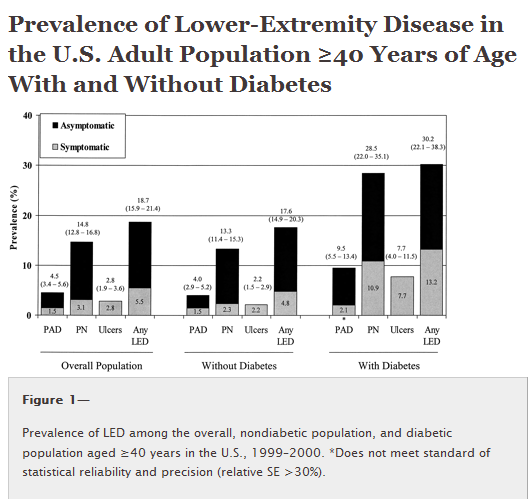 Prevalence of Lower-Extremity Disease in
the U.S. Adult Population ≥40 Years of Age
With and Without Diabetes
40
30
20
10
0
Prevalence (%)
Asymptomatic
Symptomatic
4.5
(3.4 – 5.6)
1.5
14.8
(12.8 – 16.8)
3.1
2.8
(1.9 – 3.6)
2.8
18.7
(15.9 – 21.4)
5.5
4.0
(2.9 – 5.2)
1.5
13.3
(11.4 – 15.3)
2.3
2.2
(1.5 – 2.9)
2.2
17.6
(14.9 – 20.3)
4.8
9.5
(5.5 – 13.4)
2.1
28.5
(22.0 – 35.1)
10.9
7.7
(4.0 – 11.5)
7.7
30.2
(22.1 – 38.3)
13.2
PAD PN Ulcers Any LED
PAD PN Ulcers Any LED
PAD PN Ulcers Any LED
*
Overall Population Without Diabetes With Diabetes
Figure 1—
Prevalence of LED among the overall, nondiabetic population, and diabetic
population aged ≥40 years in the U.S., 1999–2000. *Does not meet standard of
statistical reliability and precision (relative SE >30%).